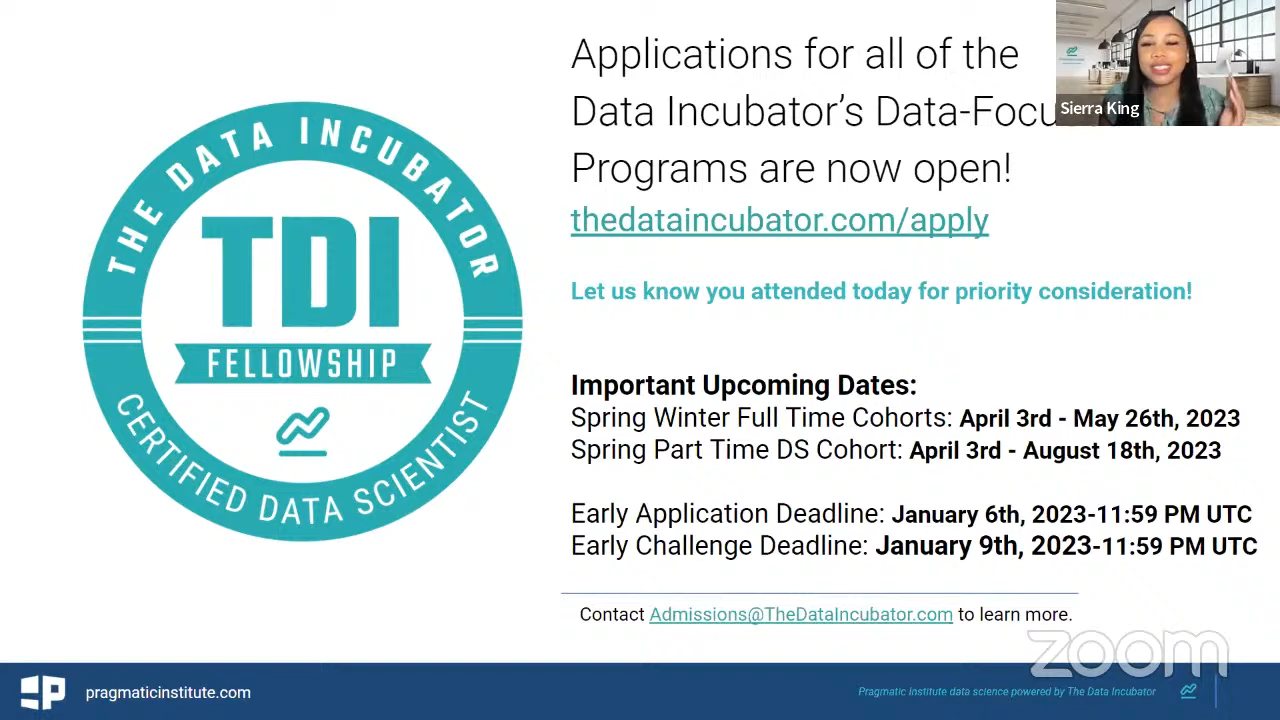 Applications for all of the
Data Incubator's Data-Focu
Programs are now open!
thedataincubator.com/apply
Let us know you attended today for priority consideration!
Important Upcoming Dates:
Spring Winter Full Time Cohorts: April 3rd - May 26th, 2023
Spring Part Time DS Cohort: April 3rd - August 18th, 2023
Early Application Deadline: January 6th, 2023-11:59 PM UTC
Early Challenge Deadline: January 9th, 2023-11:59 PM UTC
Contact Admissions@TheDataIncubator.com to learn more.
THE DATA INCUBATOR
TDI
FELLOWSHIP
CERTIFIED DATA SCIENTIST
Sierra King
zoom
pragmaticinstitute.com
Pragmatic Institute data science powered by The Data Incubator